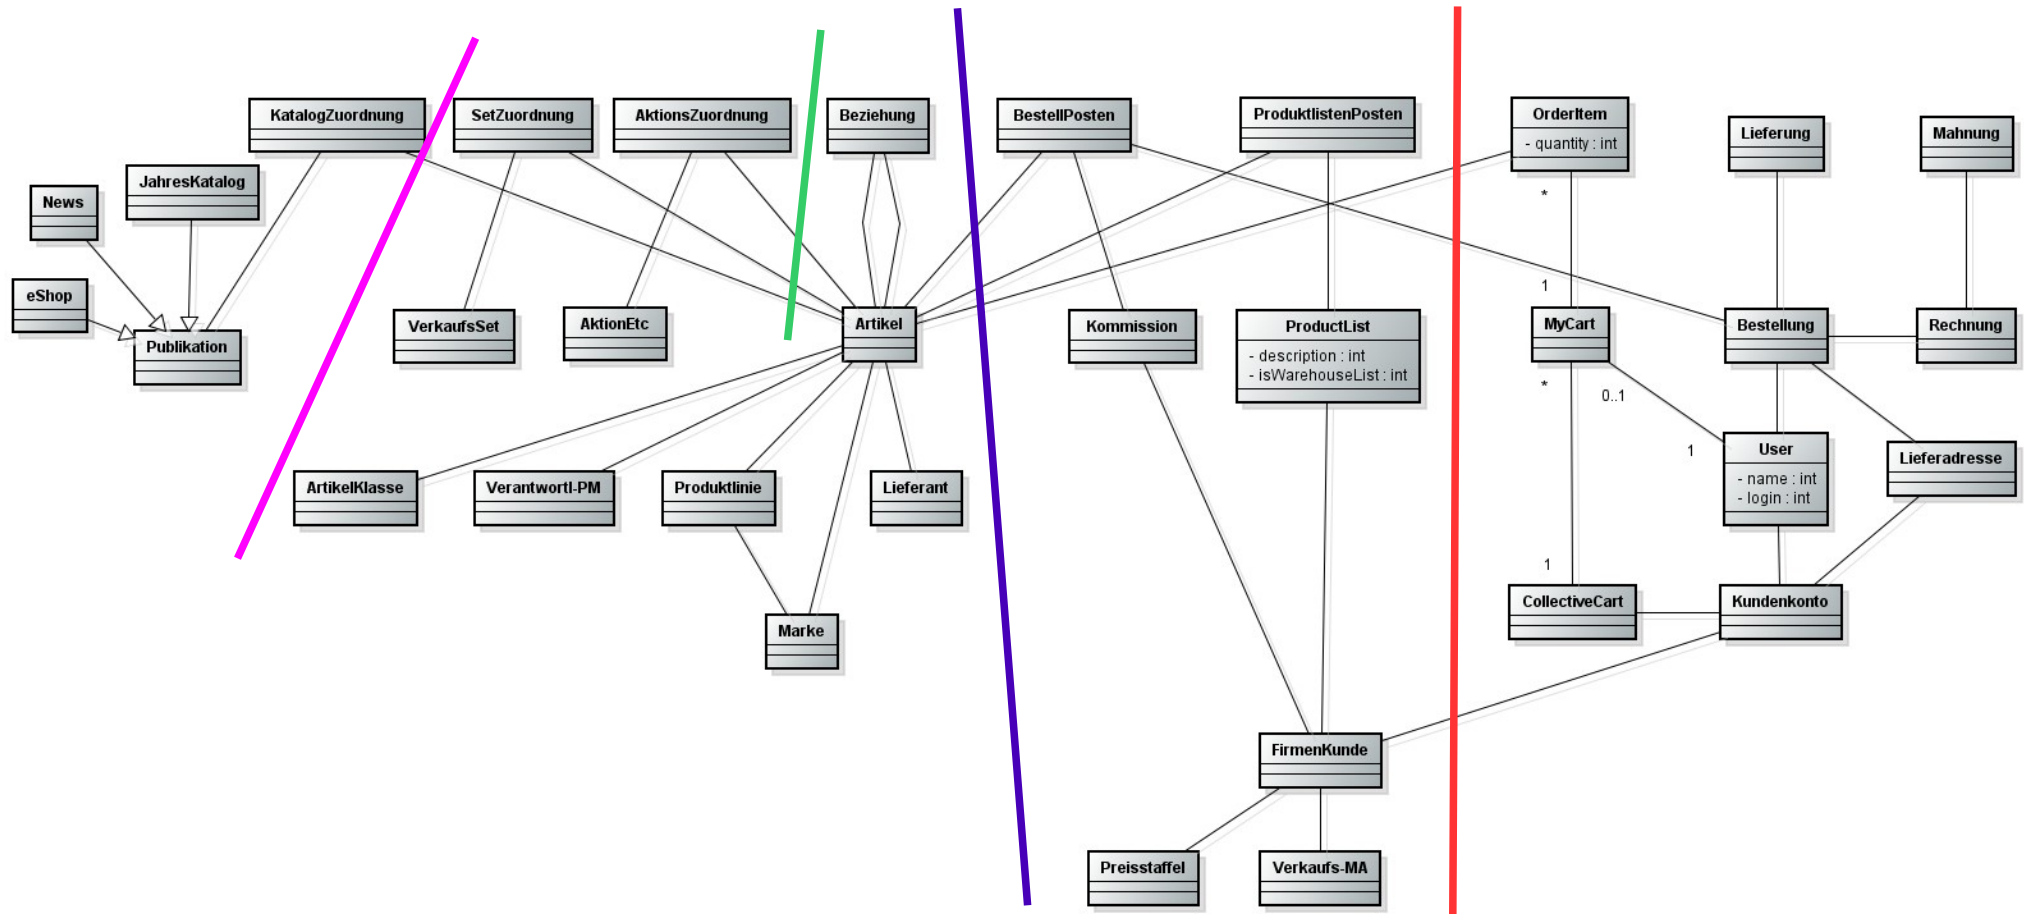 KatalogZuordnung
SetZuordnung
AktionsZuordnung
Beziehung
BestellPosten
ProduktlistenPosten
OrderItem
- quantity : int
Lieferung
Mahnung
JahresKatalog
News
*
eShop
1
Publikation
VerkaufsSet
AktionEtc
Artikel
Kommission
ProductList
- description : int
- isWarehouseList : int
MyCart
Bestellung
Rechnung
*
0..1
1
User
- name : int
- login : int
Lieferadresse
ArtikelKlasse
Verantwortl-PM
Produktlinie
Lieferant
1
CollectiveCart
Kundenkonto
Marke
FirmenKunde
Preisstaffel
Verkaufs-MA